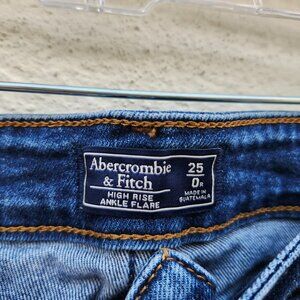 Abercrombie
& Fitch
HIGH RISE
ANKLE FLARE
25
0R
MADE IN
GUATEMALA